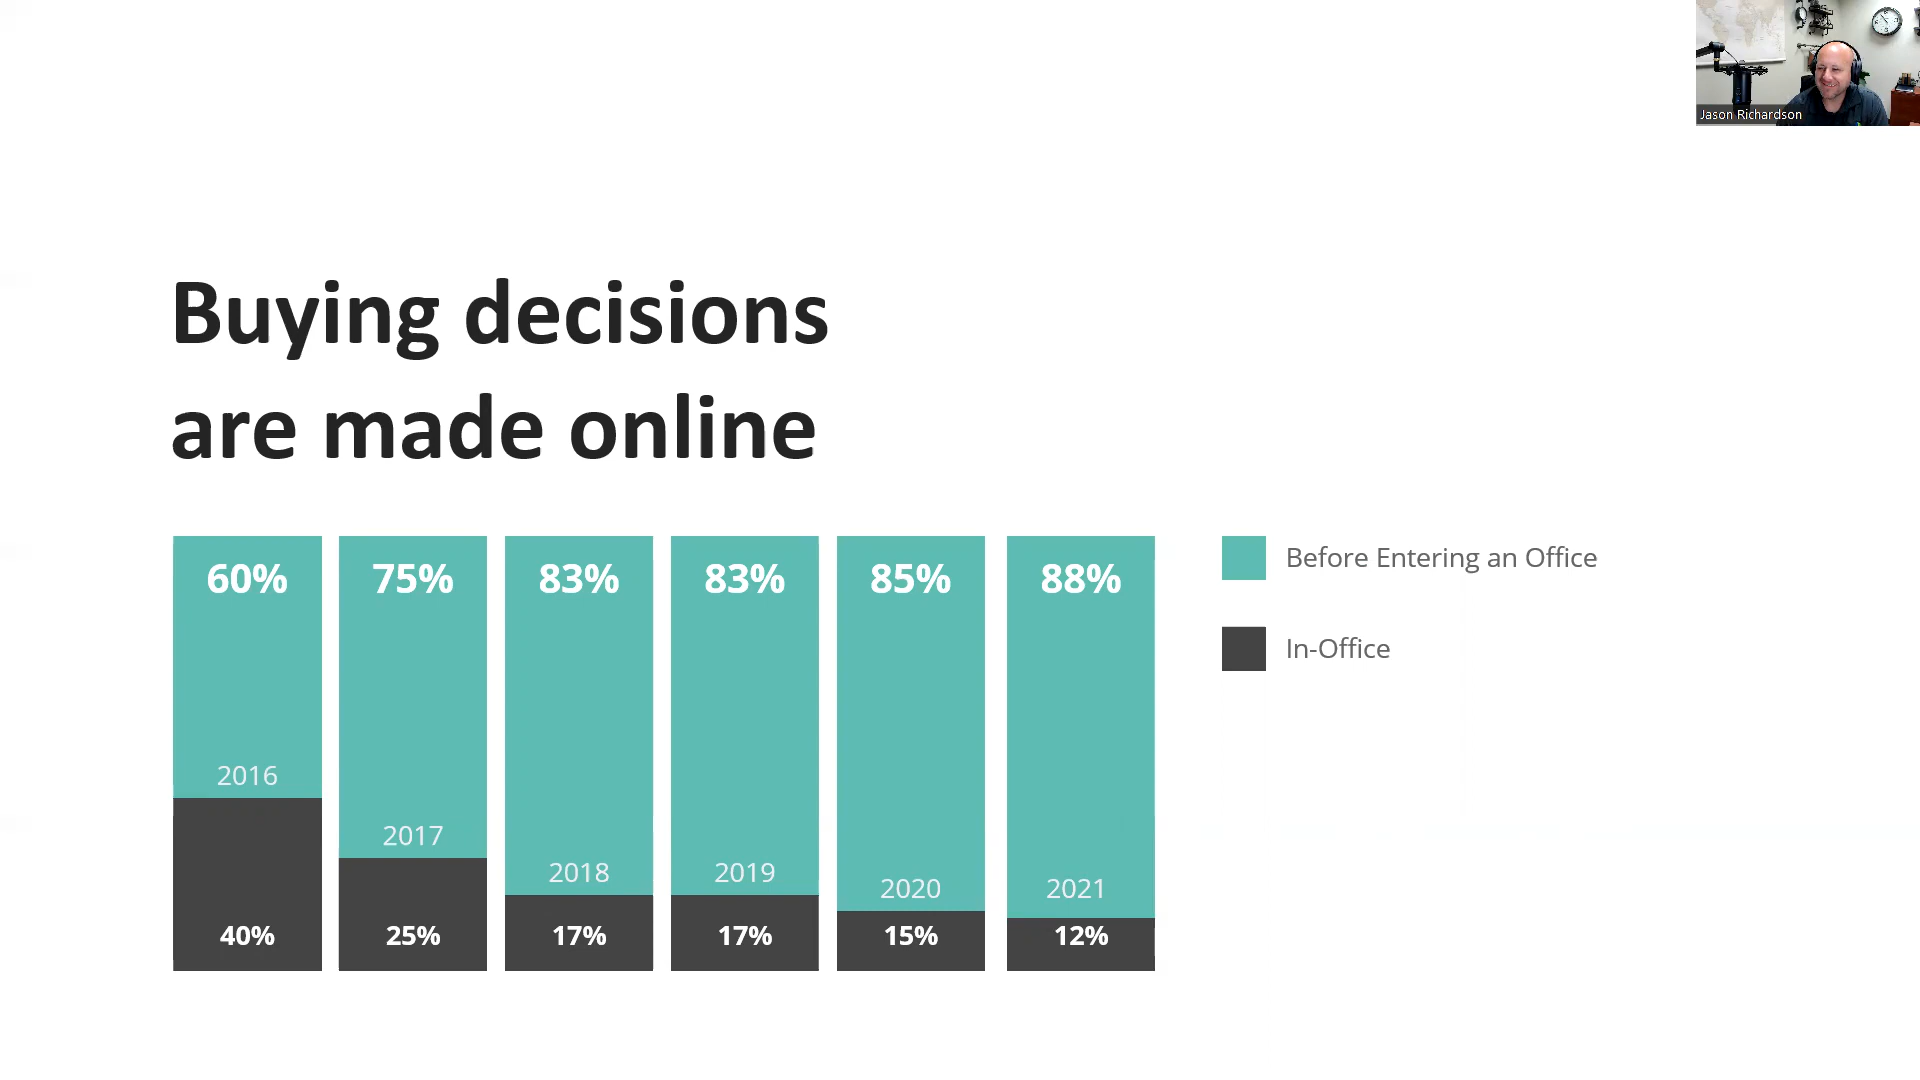 Jason Richardson
Buying decisions
are made online
60% 75% 83% 83% 85% 88%
Before Entering an Office
In-Office
2016
2017
2018 2019
2020 2021
40% 25% 17% 17% 15% 12%